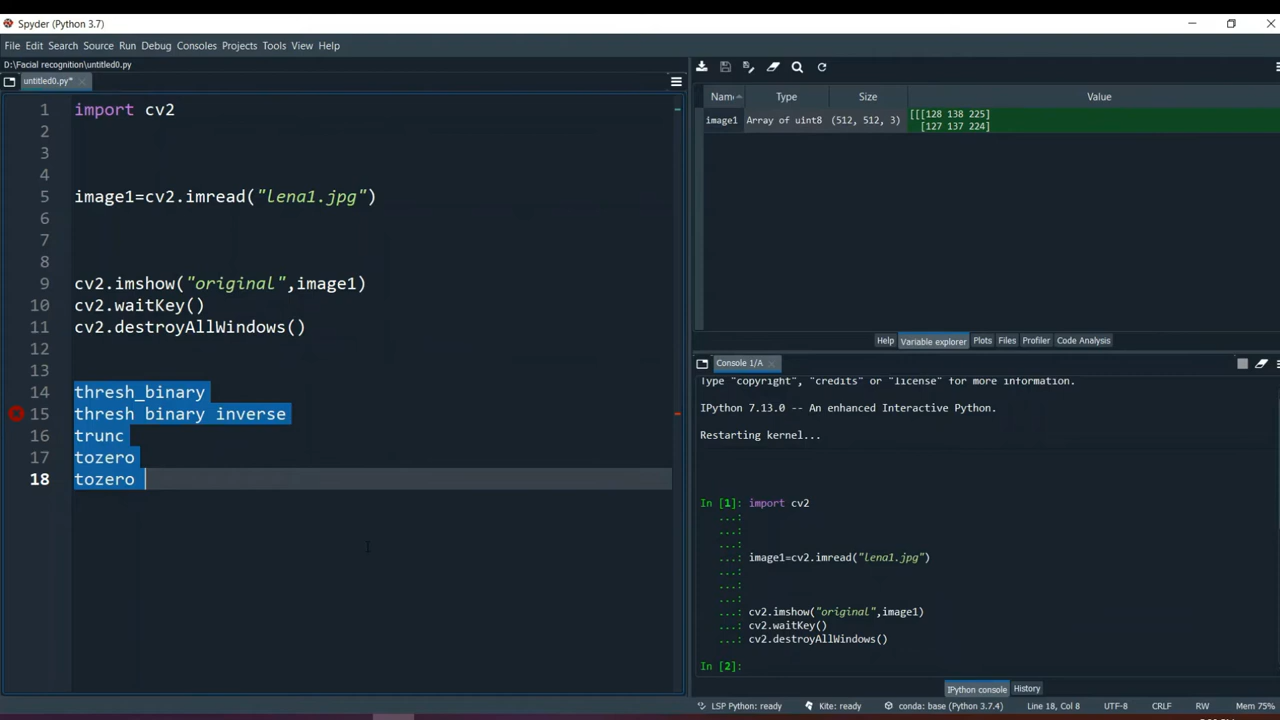 Spyder (Python 3.7)
File Edit Search Source Run Debug Consoles Projects Tools View Help
D:\Facial recognition\untitled0.py
untitled0.py*
1 import cv2
2
3
4
5 image1=cv2.imread("lena1.jpg")
6
7
8
9 cv2.imshow("original",image1)
10 cv2.waitKey()
11 cv2.destroyAllWindows()
12
13
14 thresh_binary
15 thresh binary inverse
16 trunc
17 tozero
18 tozero
Nam Type Size Value
image1 Array of uint8 (512, 512, 3) [[[128 138 225]
[127 137 224]
Help Variable explorer Plots Files Profiler Code Analysis
Console 1/A
Type "copyright", "credits" or "license" for more information.
IPython 7.13.0 -- An enhanced Interactive Python.
Restarting kernel...
In [1]: import cv2
...:
...:
...:
...: image1=cv2.imread("lena1.jpg")
...:
...:
...:
...: cv2.imshow("original",image1)
...: cv2.waitKey()
...: cv2.destroyAllWindows()
In [2]:
IPython console History
LSP Python: ready Kite: ready conda: base (Python 3.7.4) Line 18, Col 8 UTF-8 CRLF RW Mem 75%